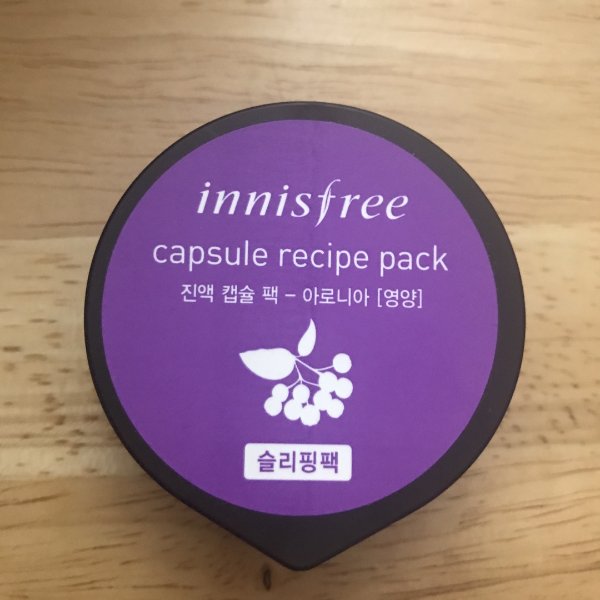 innisfree
capsule recipe pack
진액 캡슐 팩 – 아로니아 [영양]
슬리핑팩